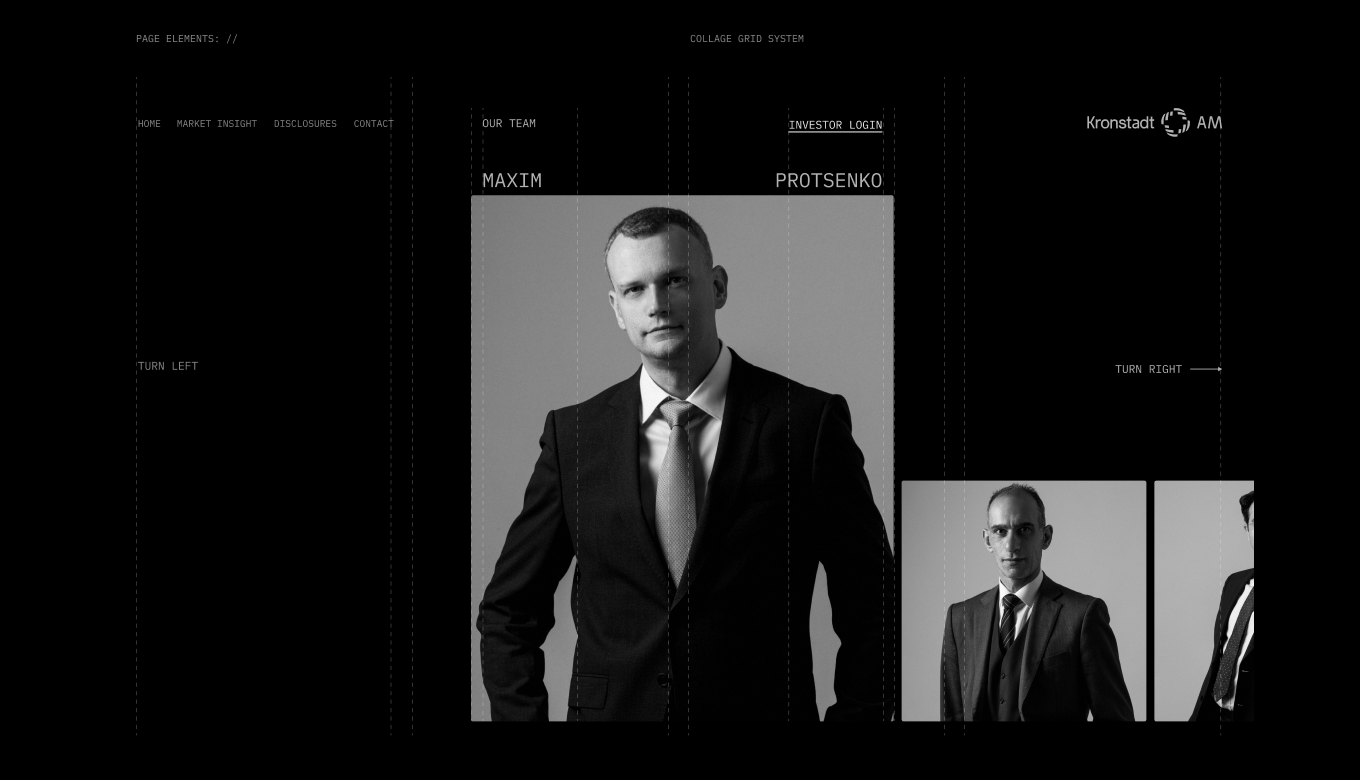 PAGE ELEMENTS: //
COLLAGE GRID SYSTEM
HOME MARKET INSIGHT DISCLOSURES CONTACT
OUR TEAM
INVESTOR LOGIN
Kronstadt AM
MAXIM PROTSENKO
TURN LEFT
TURN RIGHT